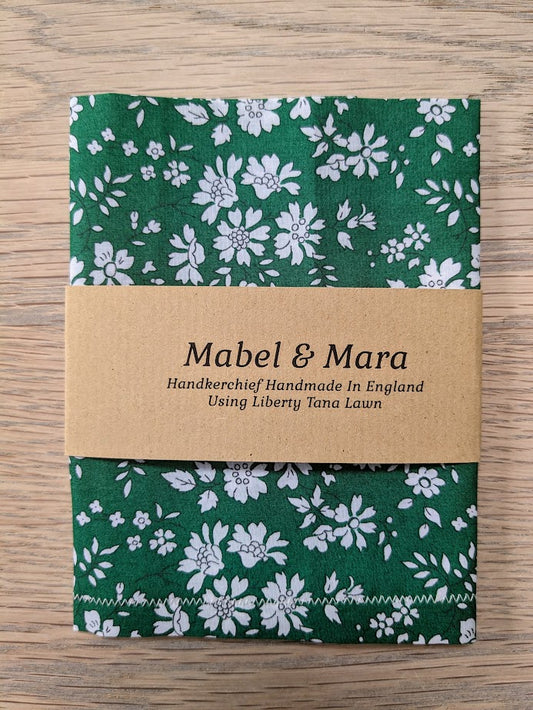 Mabel & Mara
Handkerchief Handmade In England
Using Liberty Tana Lawn